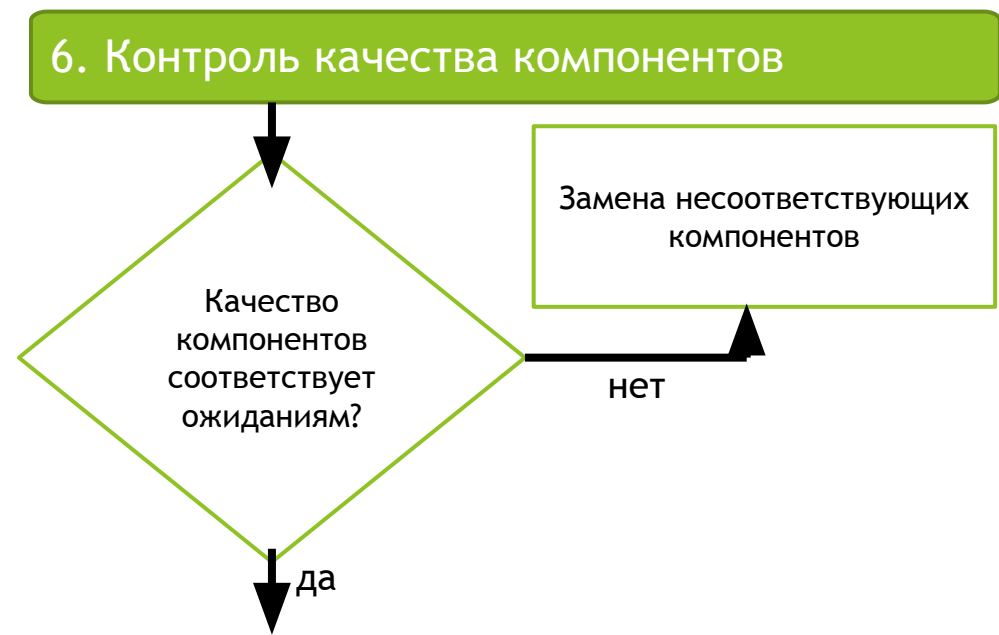 6. Контроль качества компонентов
Замена несоответствующих
компонентов
Качество
компонентов
соответствует
ожиданиям?
нет
да